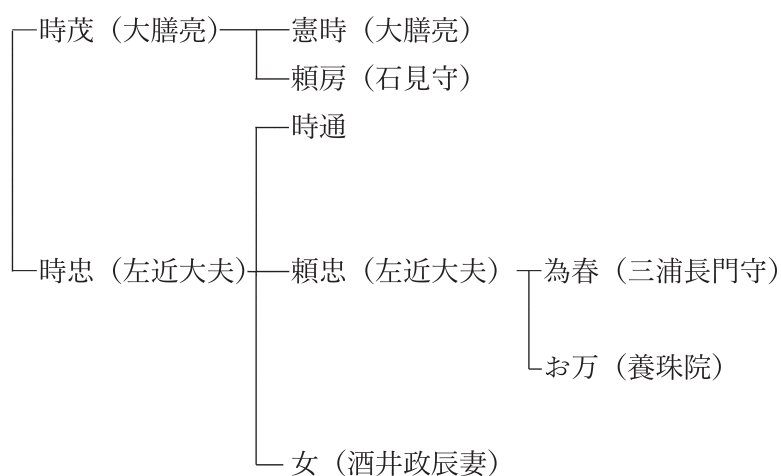 時茂（大膳亮）
憲時（大膳亮）
頼房（石見守）
時通
時忠（左近大夫）
頼忠（左近大夫）
為春（三浦長門守）
お万（養珠院）
女（酒井政辰妻）